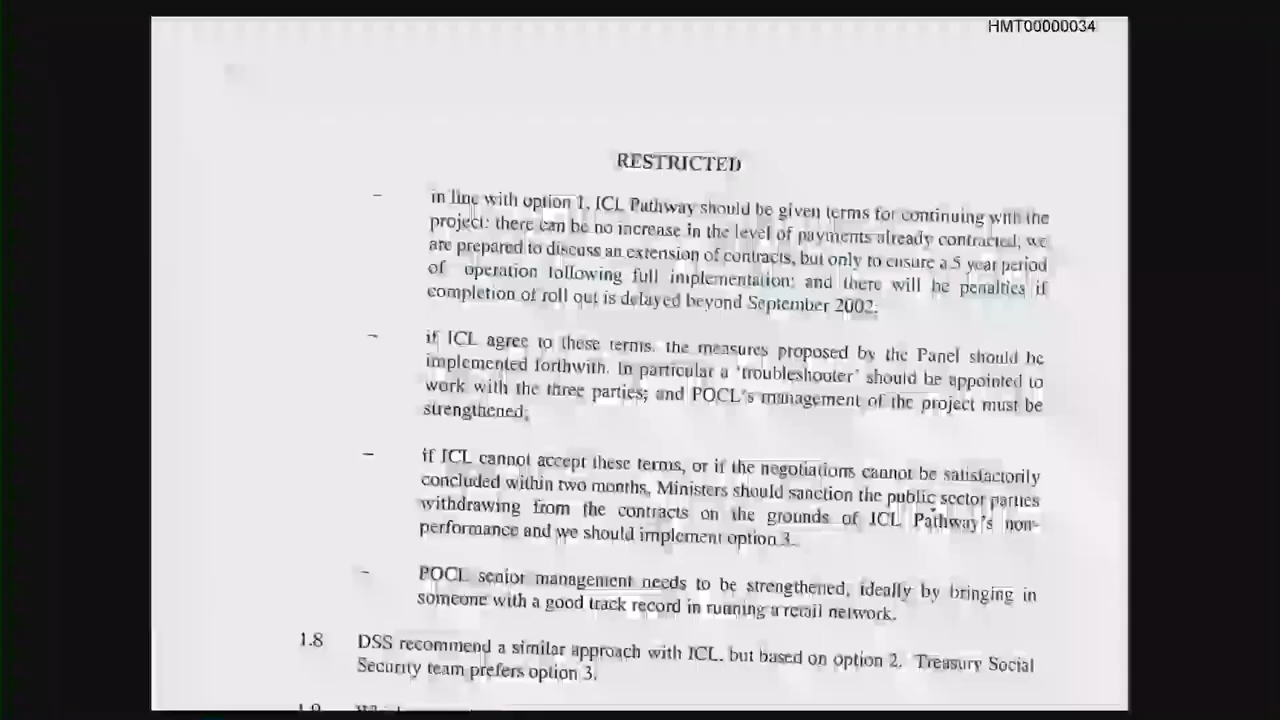 HMT00000034
RESTRICTED
- in line with option 1, ICL Pathway should be given terms for continuing with the
project: there can be no increase in the level of payments already contracted; we
are prepared to discuss an extension of contracts, but only to ensure a 5 year period
of operation following full implementation; and there will be penalties if
completion of roll out is delayed beyond September 2002;
- if ICL agree to these terms, the measures proposed by the Panel should be
implemented forthwith. In particular a 'troubleshooter' should be appointed to
work with the three parties; and POCL's management of the project must be
strengthened;
- if ICL cannot accept these terms, or if the negotiations cannot be satisfactorily
concluded within two months, Ministers should sanction the public sector parties
withdrawing from the contracts on the grounds of ICL Pathway's non-
performance and we should implement option 3.
- POCL senior management needs to be strengthened, ideally by bringing in
someone with a good track record in running a retail network.
1.8 DSS recommend a similar approach with ICL, but based on option 2. Treasury Social
Security team prefers option 3.